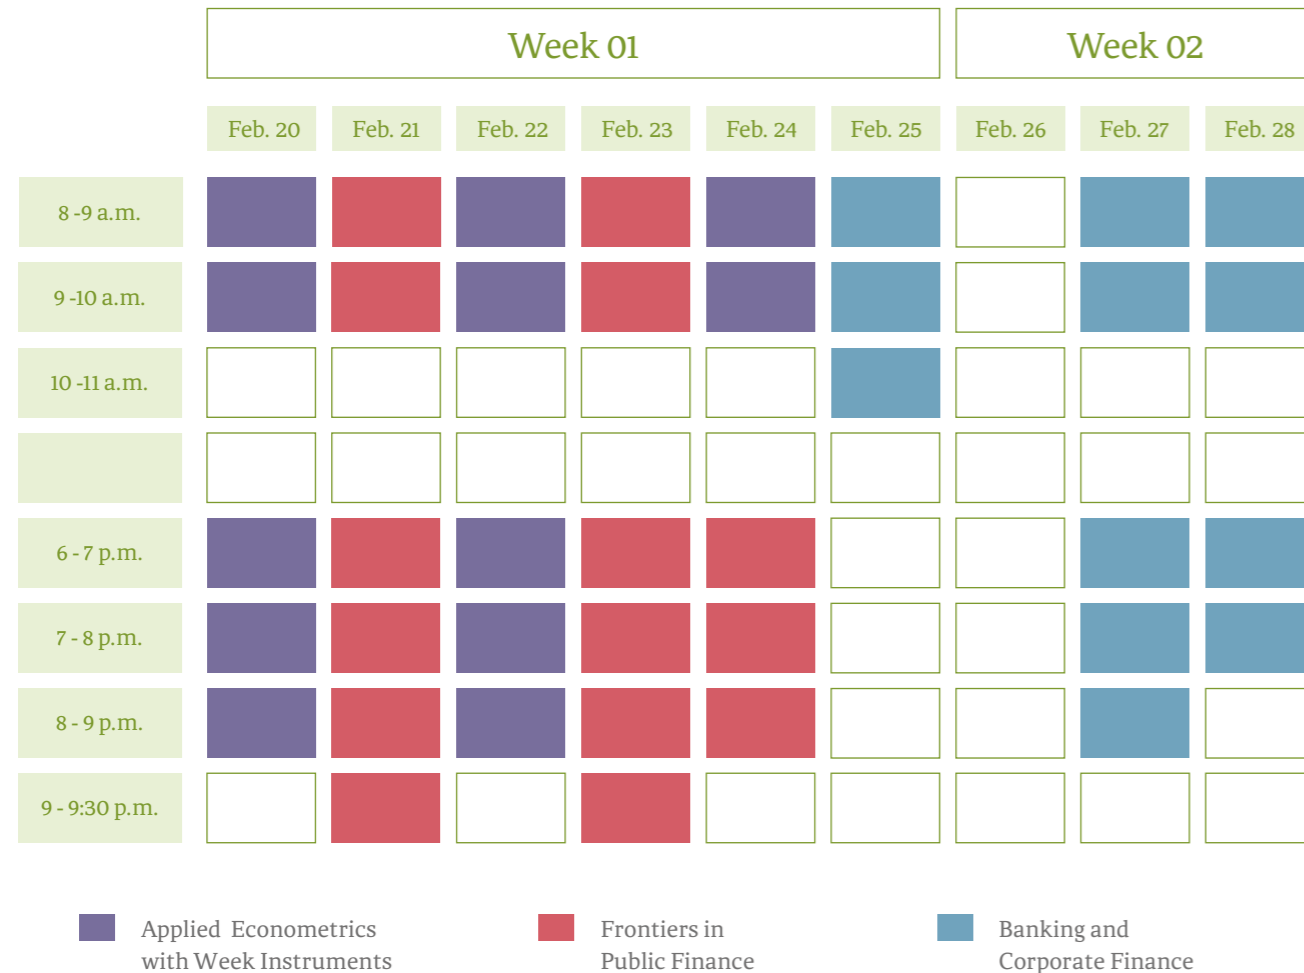 Week 01
Week 02
Feb. 20
Feb. 21
Feb. 22
Feb. 23
Feb. 24
Feb. 25
Feb. 26
Feb. 27
Feb. 28
8 -9 a.m.
9 -10 a.m.
10 -11 a.m.
6 - 7 p.m.
7 - 8 p.m.
8 - 9 p.m.
9 - 9:30 p.m.
Applied Econometrics
with Week Instruments
Frontiers in
Public Finance
Banking and
Corporate Finance